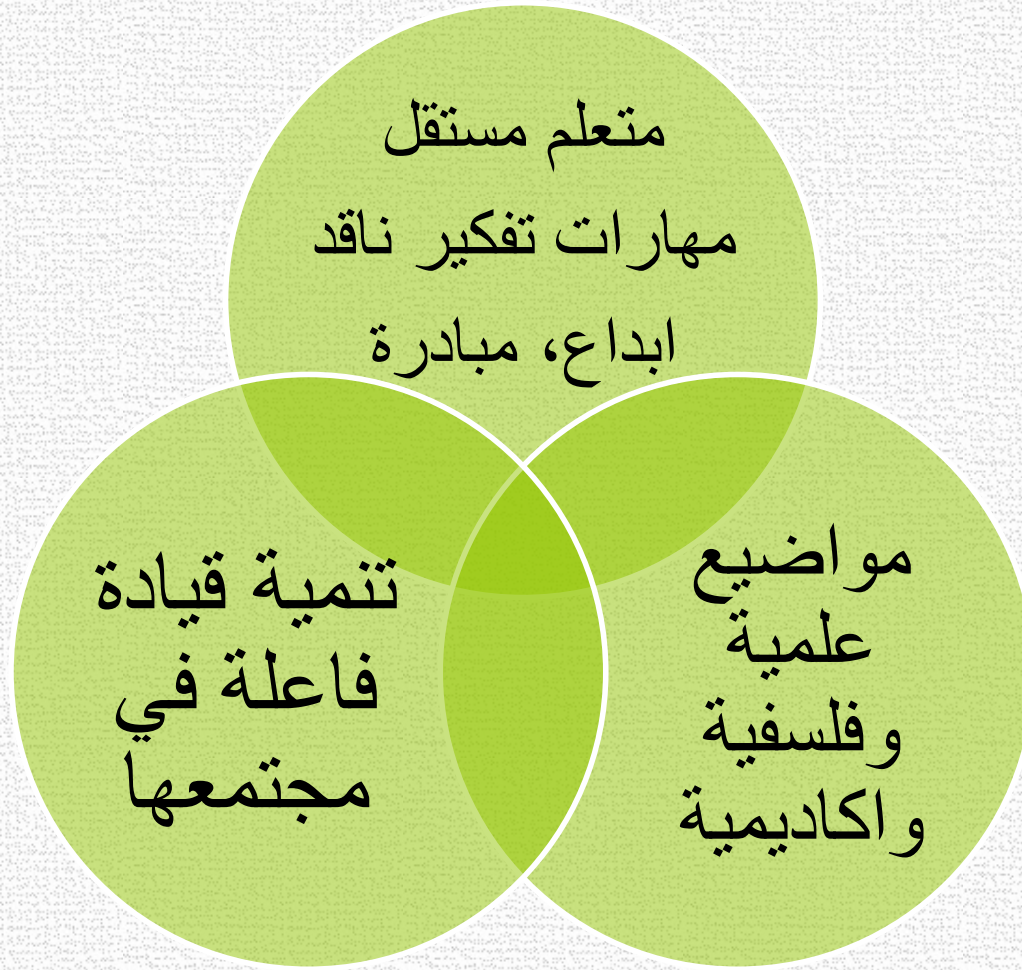 متعلم مستقل
مهارات تفكير ناقد
ابداع، مبادرة
مواضيع
علمية
وفلسفية
واكاديمية
تنمية قيادة
فاعلة في
مجتمعها